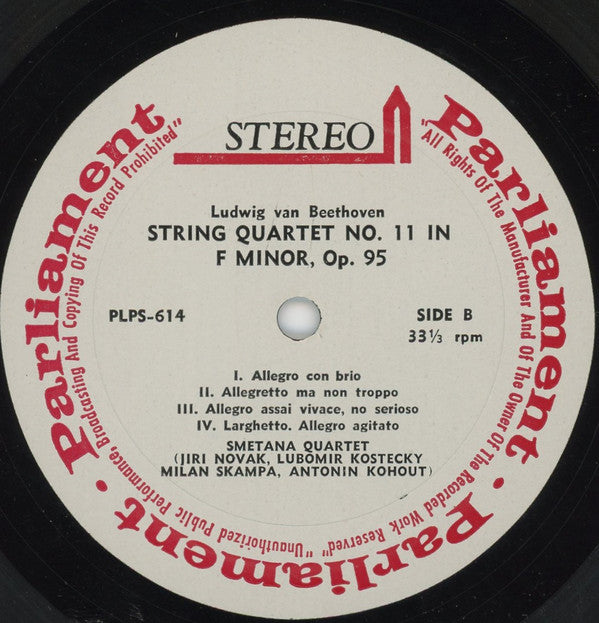 STEREO
Ludwig van Beethoven
STRING QUARTET NO. 11 IN
F MINOR, Op. 95
PLPS-614
SIDE B
33⅓ rpm
I. Allegro con brio
II. Allegretto ma non troppo
III. Allegro assai vivace, no serioso
IV. Larghetto. Allegro agitato
SMETANA QUARTET
(JIRI NOVAK, LUBOMIR KOSTECKY
MILAN SKAMPA, ANTONIN KOHOUT)
Parliament · Parliament · Parliament · Parliament
"All Rights Of The Manufacturer And Of The Owner Of The Recorded Work Reserved" "Unauthorized Public Performance, Broadcasting And Copying Of This Record Prohibited"